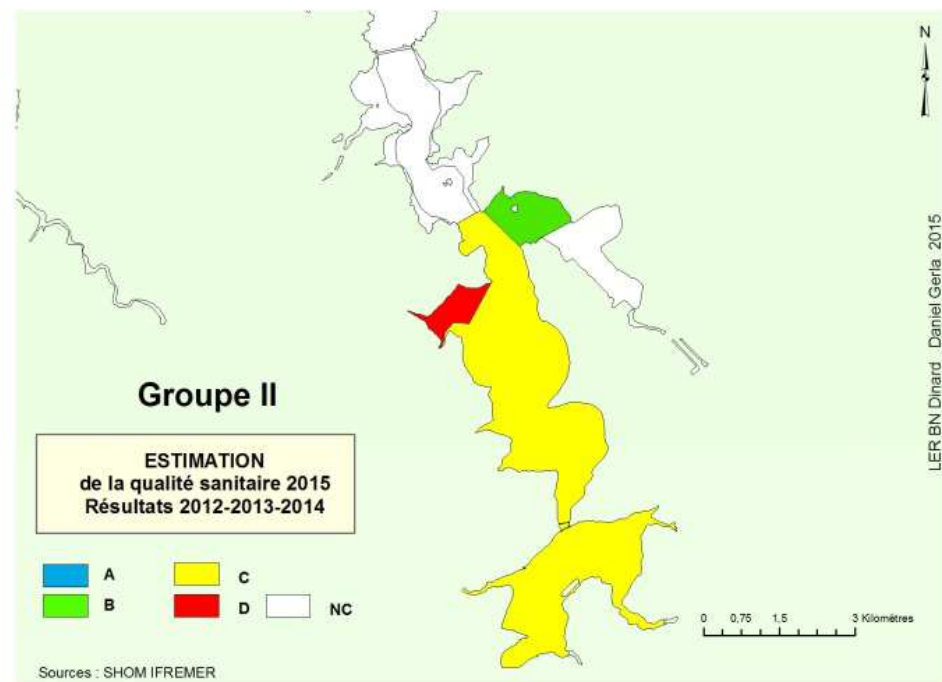 N
LER BN Dinard Daniel Gerla 2015
Groupe II
ESTIMATION
de la qualité sanitaire 2015
Résultats 2012-2013-2014
A
C
B
D
NC
0 0,75 1,5 3 Kilomètres
Sources : SHOM IFREMER